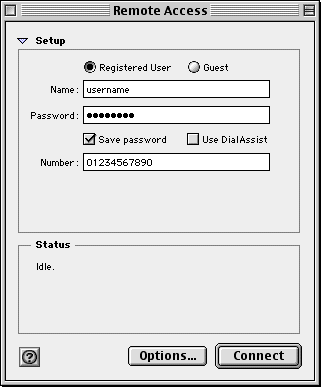 Remote Access
Setup
Registered User Guest
Name: username
Password: ●●●●●●●●
Save password Use DialAssist
Number: 01234567890
Status
Idle.
? Options... Connect